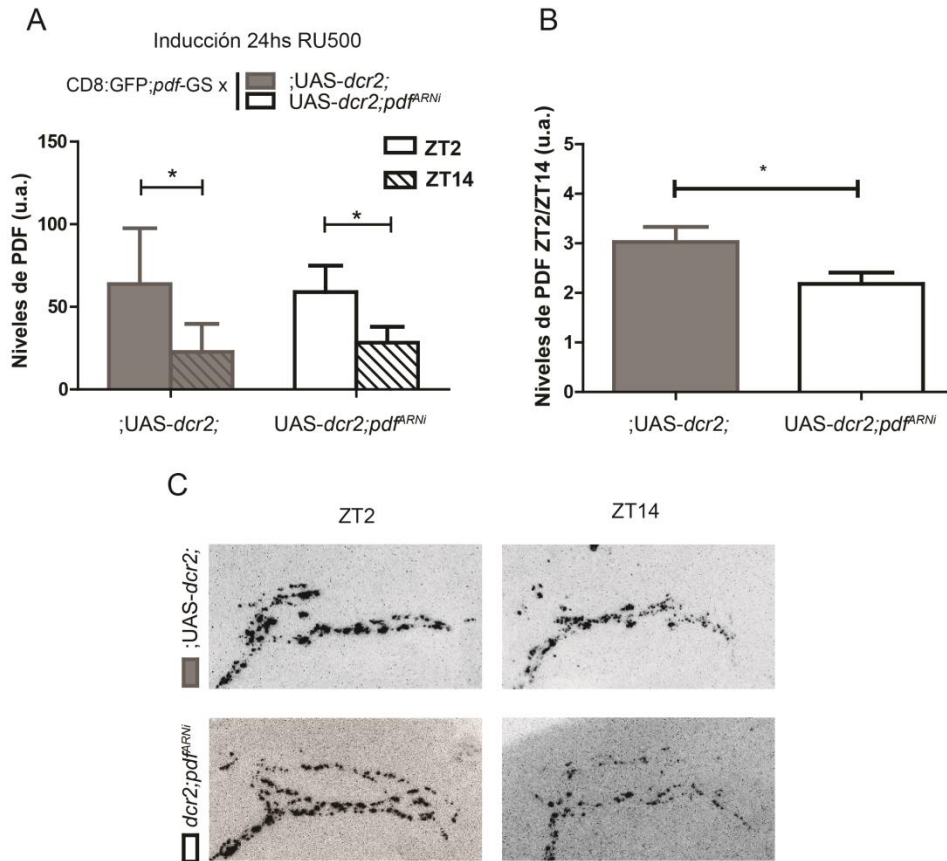 A
Inducción 24hs RU500
CD8:GFP;pdf-GS x
;UAS-dcr2;
UAS-dcr2;pdfᴬᴿᴺⁱ
Niveles de PDF (u.a.)
150
100
50
0
ZT2
ZT14
*
*
;UAS-dcr2;
UAS-dcr2;pdfᴬᴿᴺⁱ
B
Niveles de PDF ZT2/ZT14 (u.a.)
5
4
3
2
1
0
*
;UAS-dcr2;
UAS-dcr2;pdfᴬᴿᴺⁱ
C
ZT2
ZT14
;UAS-dcr2;
dcr2;pdfᴬᴿᴺⁱ